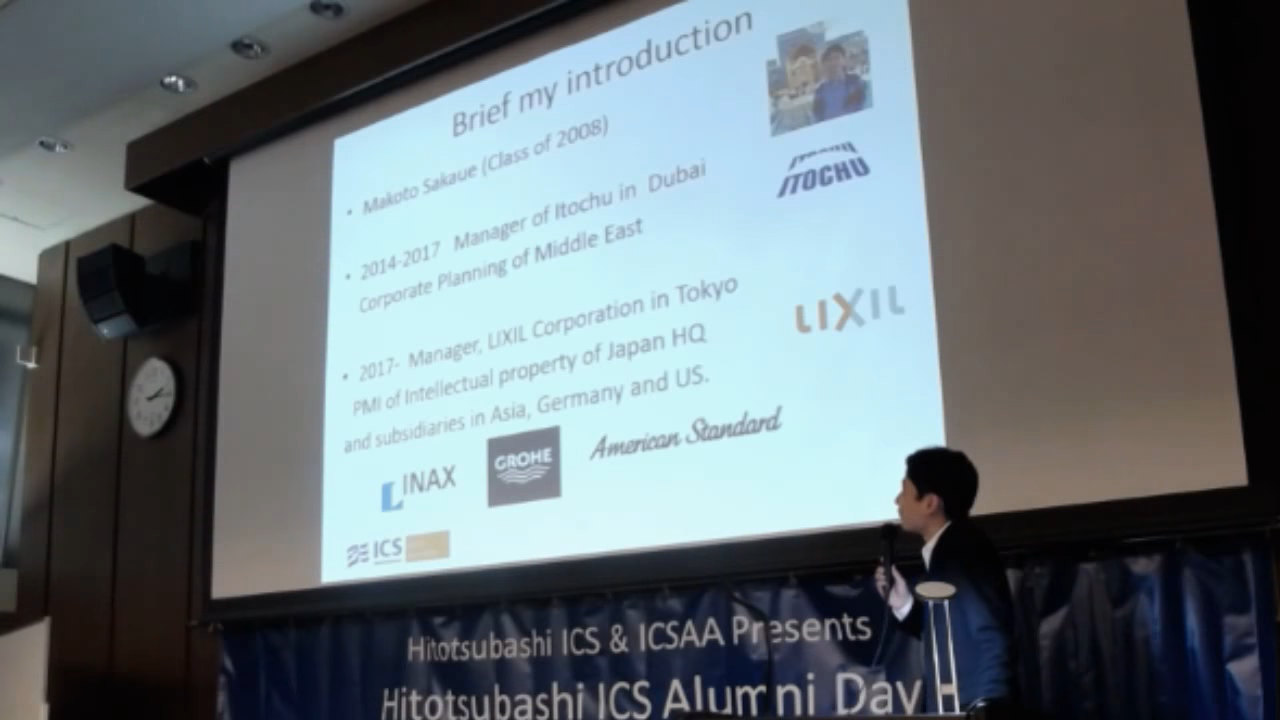 Brief my introduction
• Makoto Sakaue (Class of 2008)
• 2014-2017 Manager of Itochu in Dubai
Corporate Planning of Middle East
• 2017- Manager, LIXIL Corporation in Tokyo
PMI of Intellectual property of Japan HQ
and subsidiaries in Asia, Germany and US.
ITOCHU
ITOCHU
LIXIL
INAX
GROHE
American Standard
ICS
Hitotsubashi ICS & ICSAA Presents
Hitotsubashi ICS Alumni Day